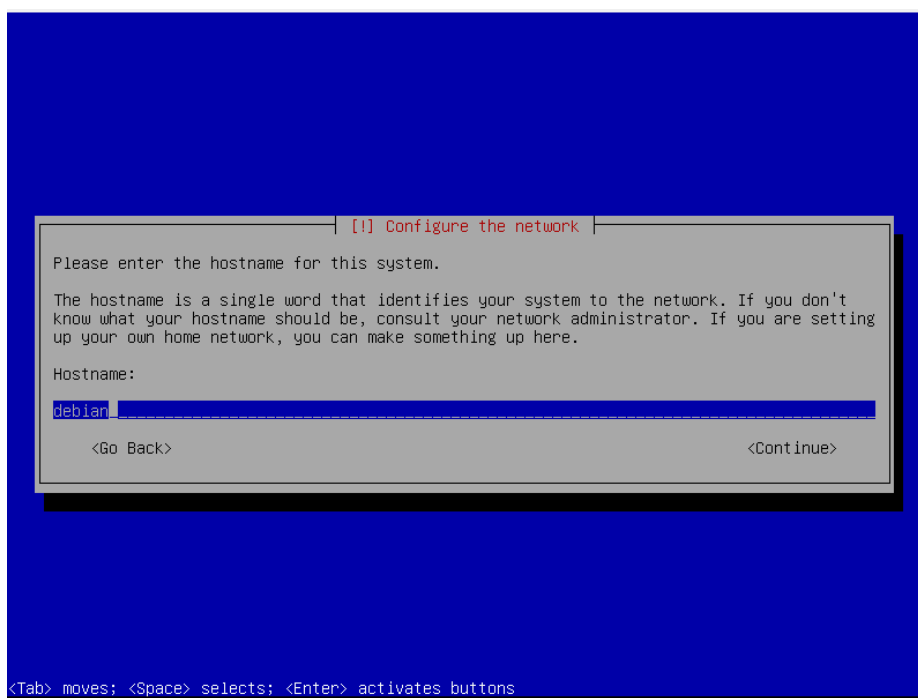 [!] Configure the network
Please enter the hostname for this system.
The hostname is a single word that identifies your system to the network. If you don't
know what your hostname should be, consult your network administrator. If you are setting
up your own home network, you can make something up here.
Hostname:
debian
<Go Back> <Continue>
<Tab> moves; <Space> selects; <Enter> activates buttons